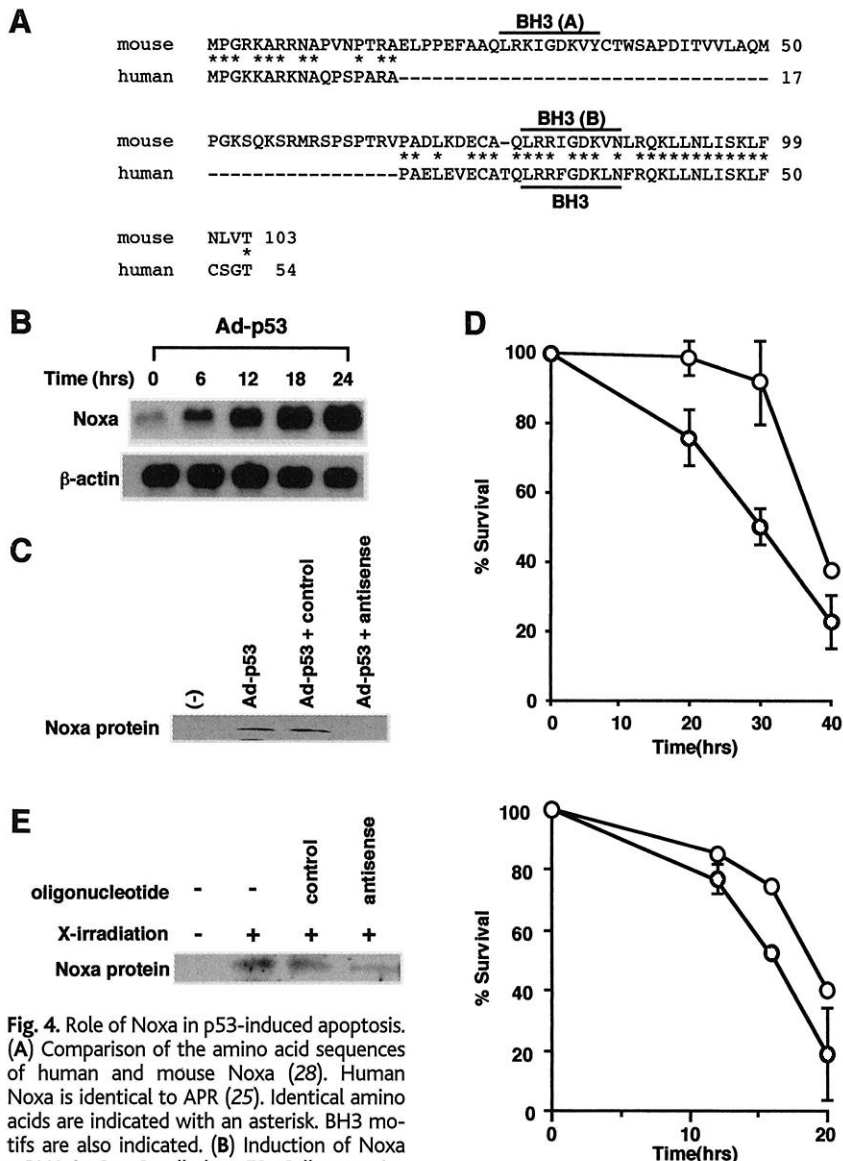 A
BH3 (A)
mouse MPGRKARRNAPVNPTRAELPPEFAAQLRKIGDKVYCTWSAPDITVVLAQM 50
*** *** ** * **
human MPGKKARKNAQPSPARA--------------------------------- 17
BH3 (B)
mouse PGKSQKSRMRSPSPTRVPADLKDECA-QLRRIGDKVNLRQKLLNLISKLF 99
** * *** *** *** * ************
human -----------------PAELEVECATQLRRFGDKLNFRQKLLNLISKLF 50
BH3
mouse NLVT 103
*
human CSGT 54
B
Ad-p53
Time (hrs) 0 6 12 18 24
Noxa
β-actin
C
(-)
Ad-p53
Ad-p53 + control
Ad-p53 + antisense
Noxa protein
D
% Survival
100
80
60
40
20
0
0 10 20 30 40
Time(hrs)
E
control
antisense
oligonucleotide - -
X-irradiation - + + +
Noxa protein
% Survival
100
80
60
40
20
0
0 10 20
Time(hrs)
Fig. 4. Role of Noxa in p53-induced apoptosis.
(A) Comparison of the amino acid sequences
of human and mouse Noxa (28). Human
Noxa is identical to APR (25). Identical amino
acids are indicated with an asterisk. BH3 mo-
tifs are also indicated. (B) Induction of Noxa